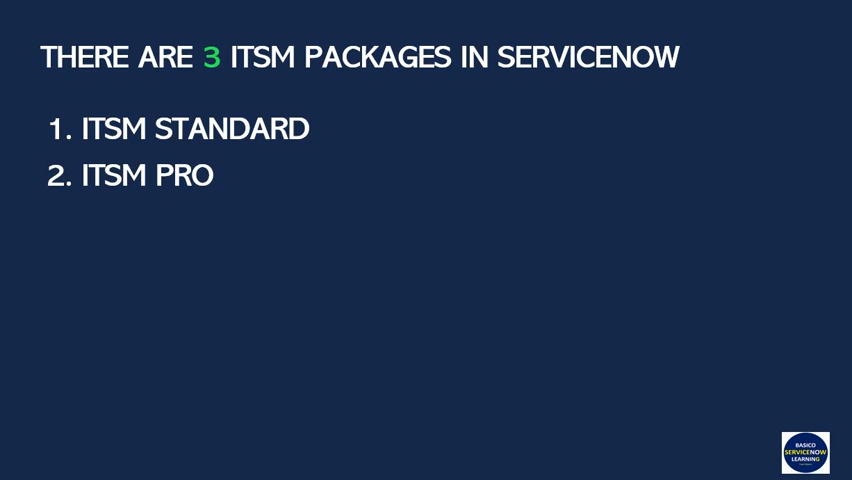 THERE ARE 3 ITSM PACKAGES IN SERVICENOW
1. ITSM STANDARD
2. ITSM PRO
BASICO
SERVICENOW
LEARNING